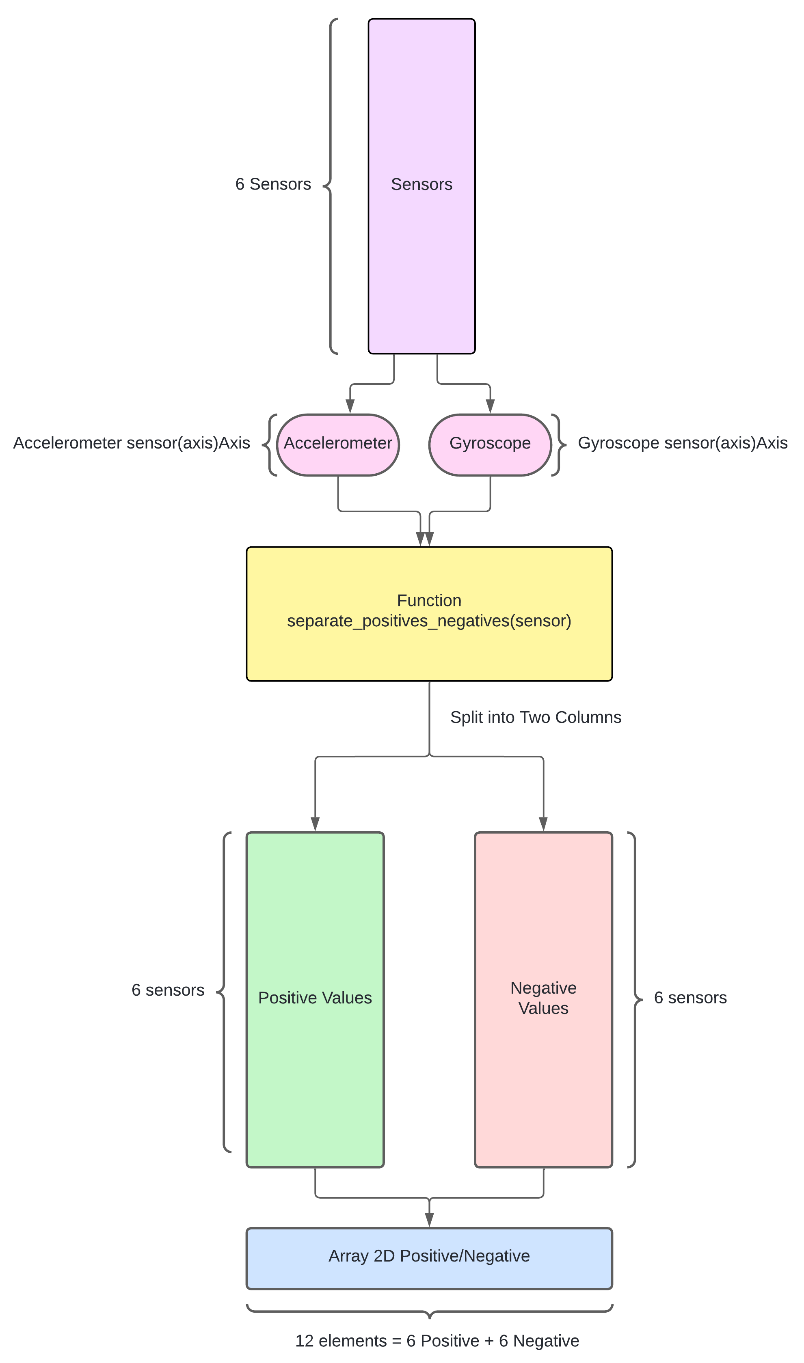 6 Sensors
Sensors
Accelerometer sensor(axis)Axis
Accelerometer
Gyroscope
Gyroscope sensor(axis)Axis
Function
separate_positives_negatives(sensor)
Split into Two Columns
6 sensors
Positive Values
Negative
Values
6 sensors
Array 2D Positive/Negative
12 elements = 6 Positive + 6 Negative